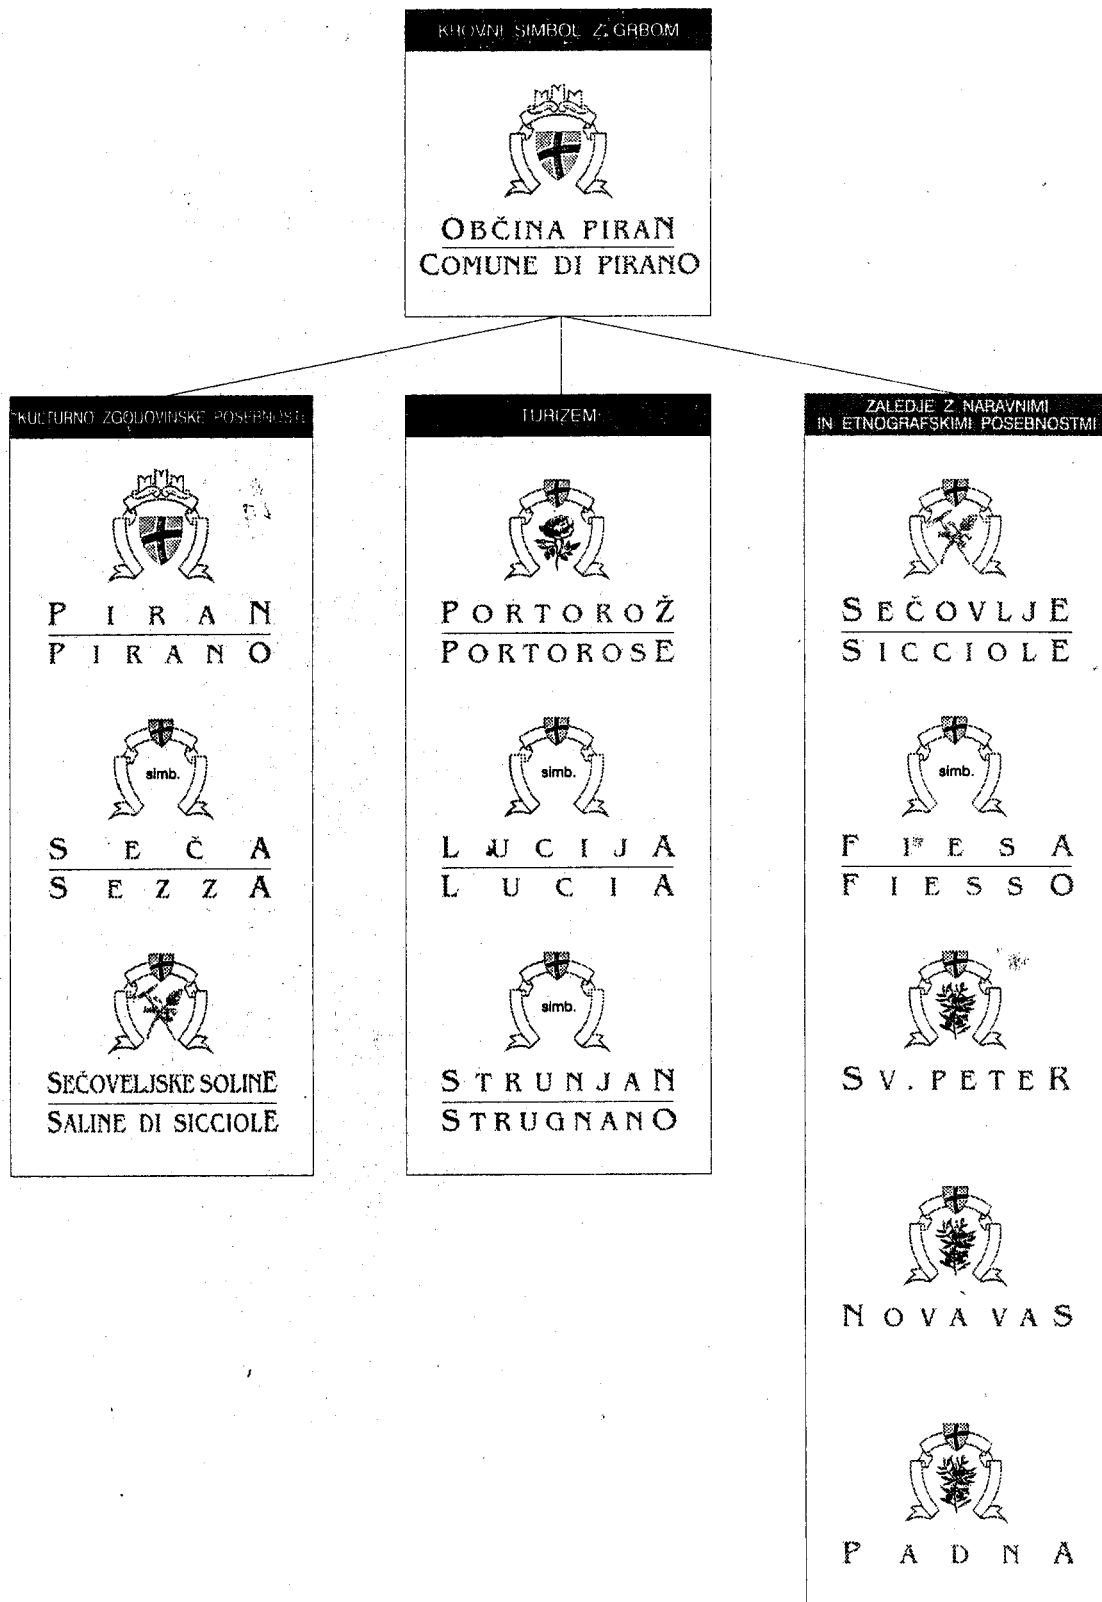 KROVNI SIMBOL Z GRBOM
OBČINA PIRAN
COMUNE DI PIRANO
KULTURNO ZGODOVINSKE POSEBNOSTI
PIRAN
PIRANO
simb.
SEČA
SEZZA
SEČOVELJSKE SOLINE
SALINE DI SICCIOLE
TURIZEM
PORTOROŽ
PORTOROSE
simb.
LUCIJA
LUCIA
simb.
STRUNJAN
STRUGNANO
ZALEDJE Z NARAVNIMI
IN ETNOGRAFSKIMI POSEBNOSTMI
SEČOVLJE
SICCIOLE
simb.
FIESA
FIESSO
SV. PETER
NOVA VAS
PADNA